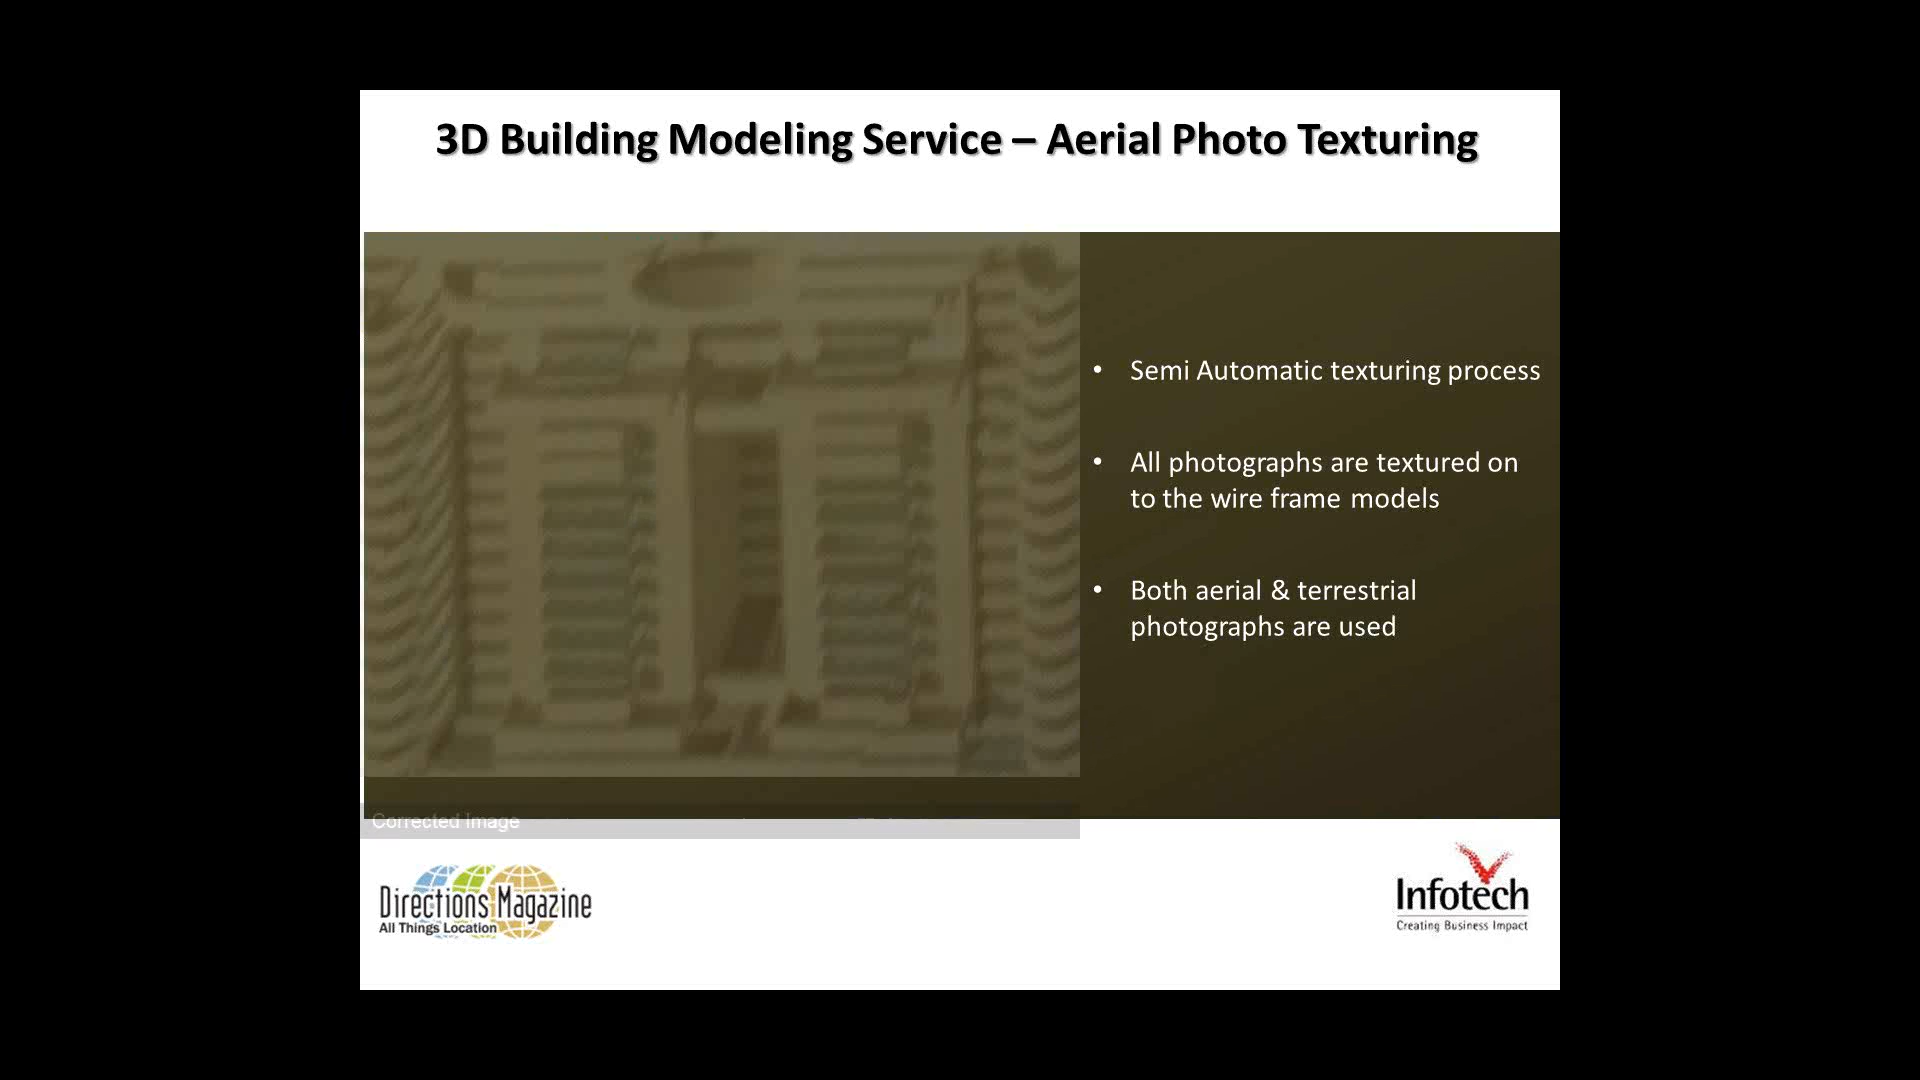 3D Building Modeling Service – Aerial Photo Texturing
• Semi Automatic texturing process
• All photographs are textured on
to the wire frame models
• Both aerial & terrestrial
photographs are used
Corrected Image
Directions Magazine
All Things Location
Infotech
Creating Business Impact